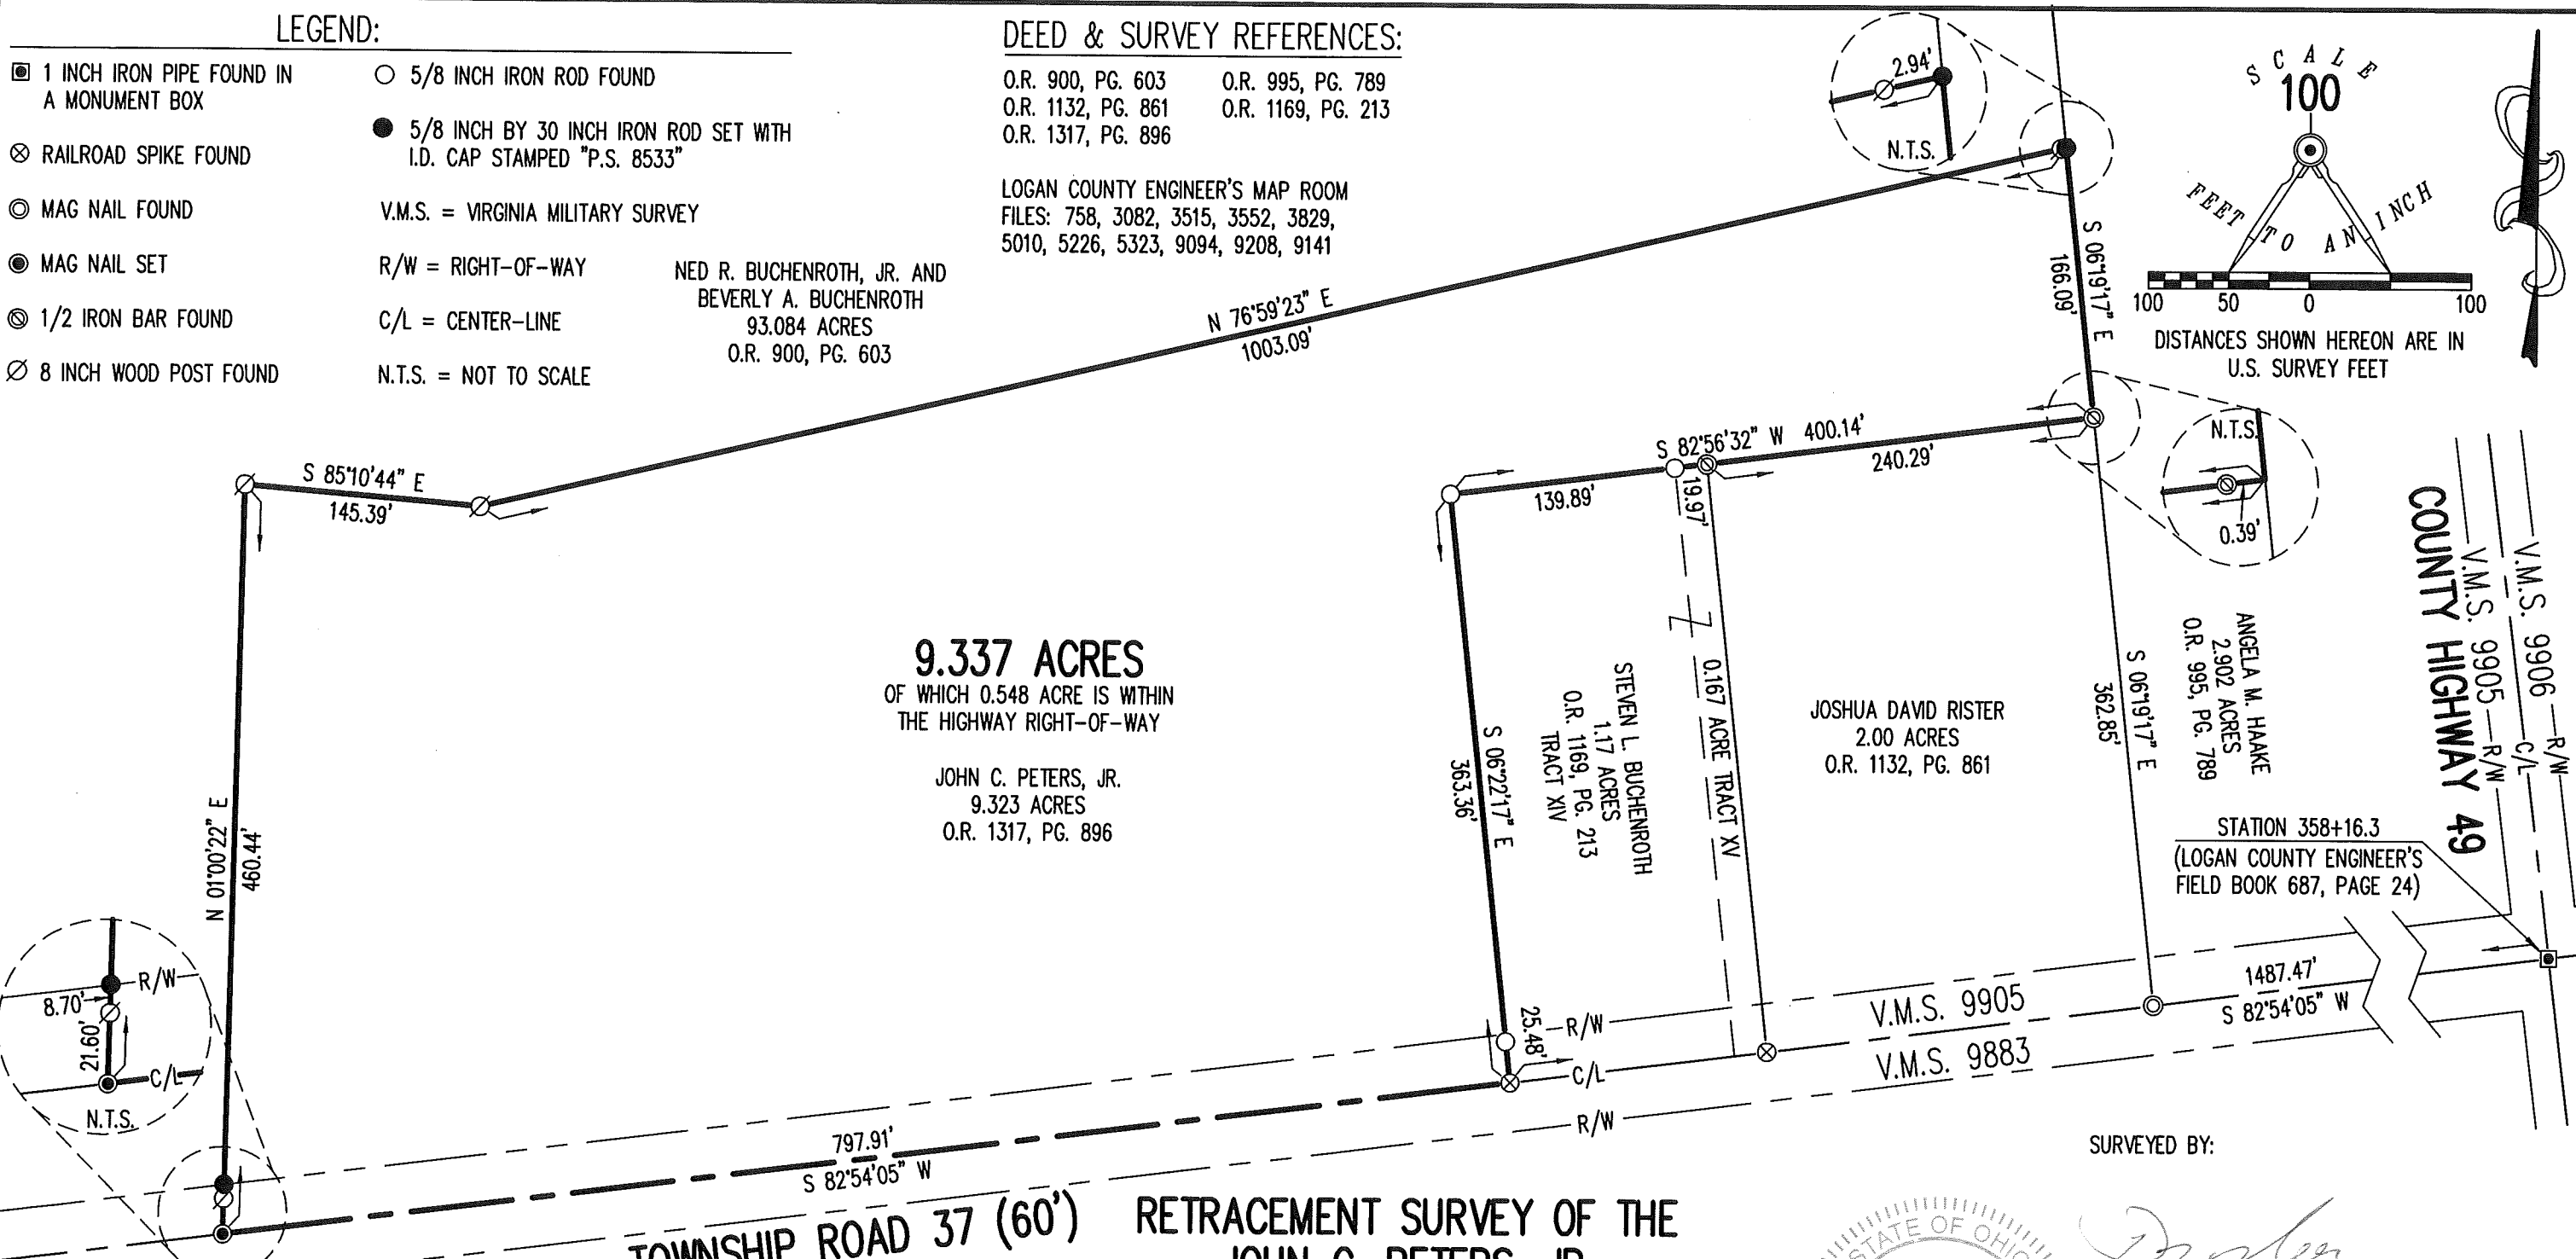 LEGEND:
1 INCH IRON PIPE FOUND IN
A MONUMENT BOX
RAILROAD SPIKE FOUND
MAG NAIL FOUND
MAG NAIL SET
1/2 IRON BAR FOUND
8 INCH WOOD POST FOUND
5/8 INCH IRON ROD FOUND
5/8 INCH BY 30 INCH IRON ROD SET WITH
I.D. CAP STAMPED "P.S. 8533"
V.M.S. = VIRGINIA MILITARY SURVEY
R/W = RIGHT-OF-WAY
C/L = CENTER-LINE
N.T.S. = NOT TO SCALE
NED R. BUCHENROTH, JR. AND
BEVERLY A. BUCHENROTH
93.084 ACRES
O.R. 900, PG. 603
DEED & SURVEY REFERENCES:
O.R. 900, PG. 603 O.R. 995, PG. 789
O.R. 1132, PG. 861 O.R. 1169, PG. 213
O.R. 1317, PG. 896
LOGAN COUNTY ENGINEER'S MAP ROOM
FILES: 758, 3082, 3515, 3552, 3829,
5010, 5226, 5323, 9094, 9208, 9141
2.94'
N.T.S.
SCALE
100
FEET TO AN INCH
100 50 0 100
DISTANCES SHOWN HEREON ARE IN
U.S. SURVEY FEET
S 06°19'17" E
166.09'
N 76°59'23" E
1003.09'
S 85°10'44" E
145.39'
S 82°56'32" W 400.14'
139.89'
19.97'
240.29'
N.T.S.
0.39'
N 01°00'22" E
460.44'
9.337 ACRES
OF WHICH 0.548 ACRE IS WITHIN
THE HIGHWAY RIGHT-OF-WAY
JOHN C. PETERS, JR.
9.323 ACRES
O.R. 1317, PG. 896
S 06°22'17" E
363.36'
STEVEN L. BUCHENROTH
1.17 ACRES
O.R. 1169, PG. 213
TRACT XIV
0.167 ACRE TRACT XV
JOSHUA DAVID RISTER
2.00 ACRES
O.R. 1132, PG. 861
S 06°19'17" E
362.85'
ANGELA M. HAAKE
2.902 ACRES
O.R. 995, PG. 789
COUNTY HIGHWAY 49
V.M.S. 9905
V.M.S. 9906
R/W
C/L
R/W
STATION 358+16.3
(LOGAN COUNTY ENGINEER'S
FIELD BOOK 687, PAGE 24)
R/W
8.70'
21.60'
C/L
N.T.S.
25.48'
R/W
C/L
R/W
V.M.S. 9905
V.M.S. 9883
1487.47'
S 82°54'05" W
797.91'
S 82°54'05" W
TOWNSHIP ROAD 37 (60')
RETRACEMENT SURVEY OF THE
JOHN C. PETERS, JR.
SURVEYED BY:
STATE OF OHIO